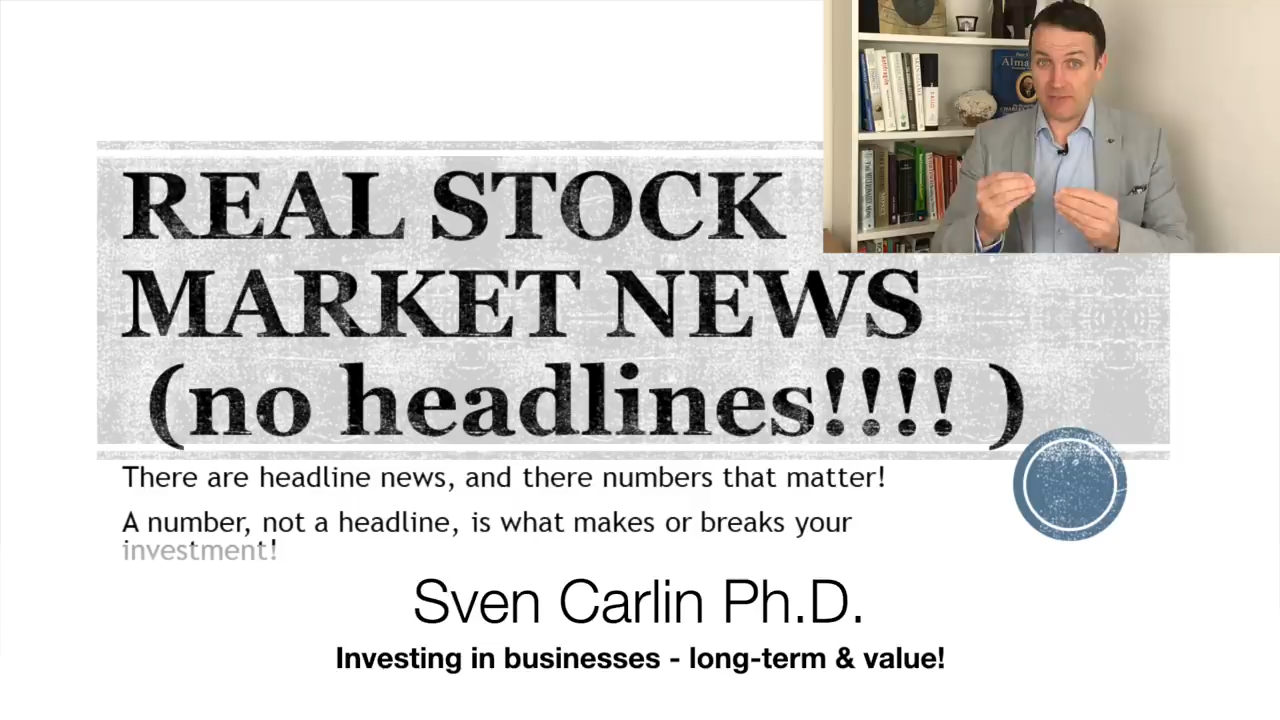 REAL STOCK
MARKET NEWS
(no headlines!!!! )
There are headline news, and there numbers that matter!
A number, not a headline, is what makes or breaks your
investment!
Sven Carlin Ph.D.
Investing in businesses - long-term & value!